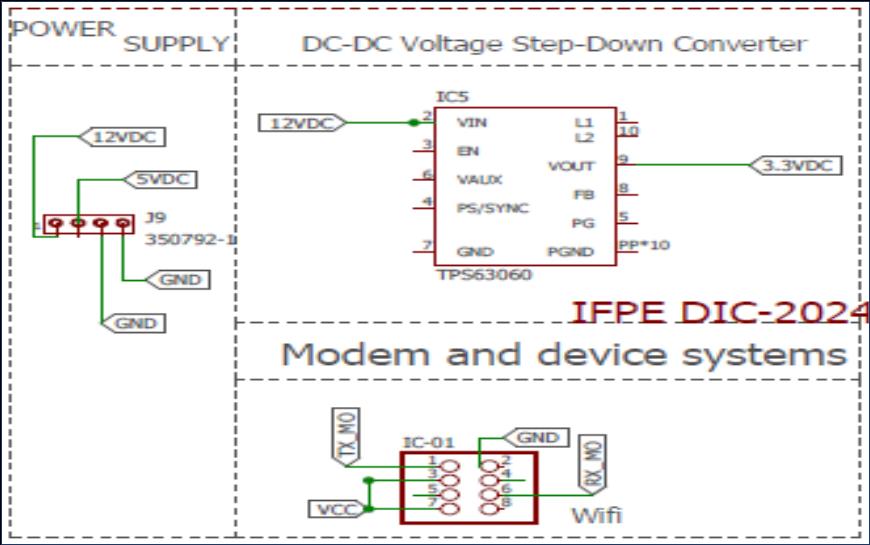 POWER SUPPLY
DC-DC Voltage Step-Down Converter
12VDC
5VDC
1
J9
350792-1
GND
GND
IC5
12VDC
2 VIN
3 EN
6 VAUX
4 PS/SYNC
7 GND
L1 1
L2 10
VOUT 9
FB 8
PG 5
PGND PP*10
3.3VDC
TPS63060
IFPE DIC-2024
Modem and device systems
TX_MO
IC-01
GND
RX_MO
1 2
3 4
5 6
7 8
VCC
Wifi